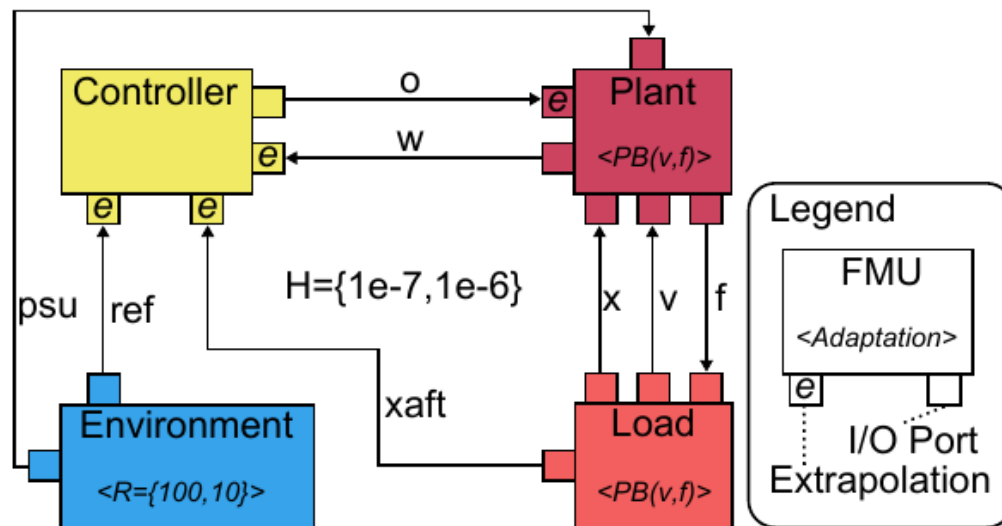 Controller
o
e
Plant
<PB(v,f)>
w
e
e
e
Legend
FMU
<Adaptation>
e
I/O Port
Extrapolation
H={1e-7,1e-6}
psu
ref
x
v
f
xaft
Environment
<R={100,10}>
Load
<PB(v,f)>